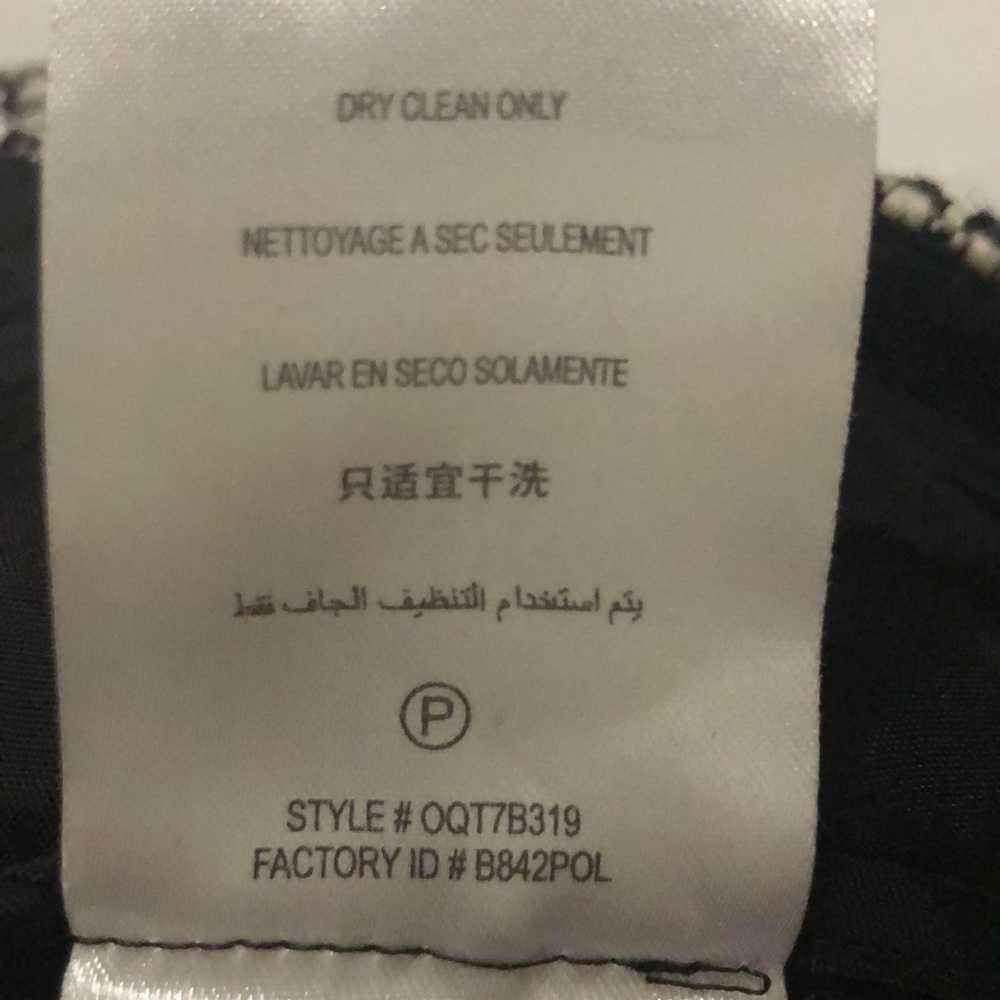 DRY CLEAN ONLY
NETTOYAGE A SEC SEULEMENT
LAVAR EN SECO SOLAMENTE
只适宜干洗
يتم استخدام التنظيف الجاف فقط
P
STYLE # OQT7B319
FACTORY ID # B842POL